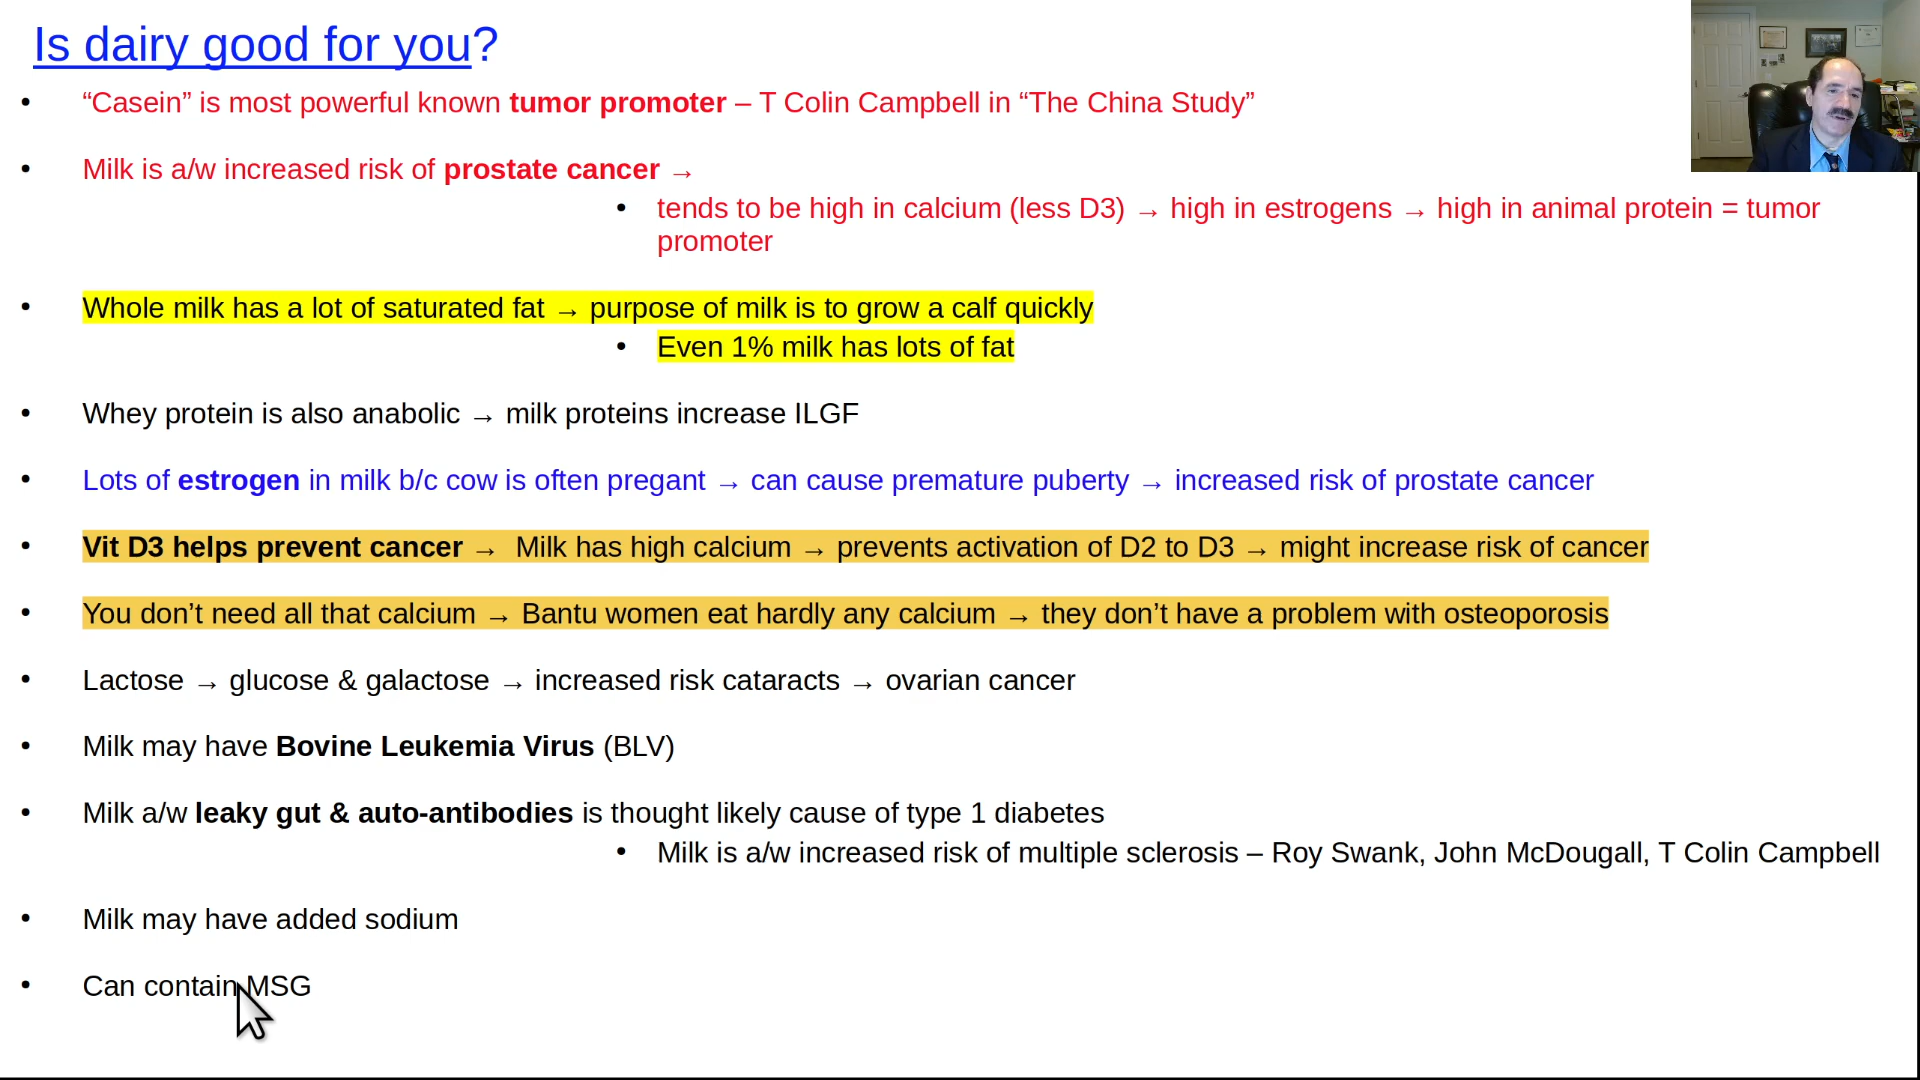 Is dairy good for you?
• “Casein” is most powerful known tumor promoter – T Colin Campbell in “The China Study”
• Milk is a/w increased risk of prostate cancer →
• tends to be high in calcium (less D3) → high in estrogens → high in animal protein = tumor
promoter
• Whole milk has a lot of saturated fat → purpose of milk is to grow a calf quickly
• Even 1% milk has lots of fat
• Whey protein is also anabolic → milk proteins increase ILGF
• Lots of estrogen in milk b/c cow is often pregant → can cause premature puberty → increased risk of prostate cancer
• Vit D3 helps prevent cancer → Milk has high calcium → prevents activation of D2 to D3 → might increase risk of cancer
• You don’t need all that calcium → Bantu women eat hardly any calcium → they don’t have a problem with osteoporosis
• Lactose → glucose & galactose → increased risk cataracts → ovarian cancer
• Milk may have Bovine Leukemia Virus (BLV)
• Milk a/w leaky gut & auto-antibodies is thought likely cause of type 1 diabetes
• Milk is a/w increased risk of multiple sclerosis – Roy Swank, John McDougall, T Colin Campbell
• Milk may have added sodium
• Can contain MSG